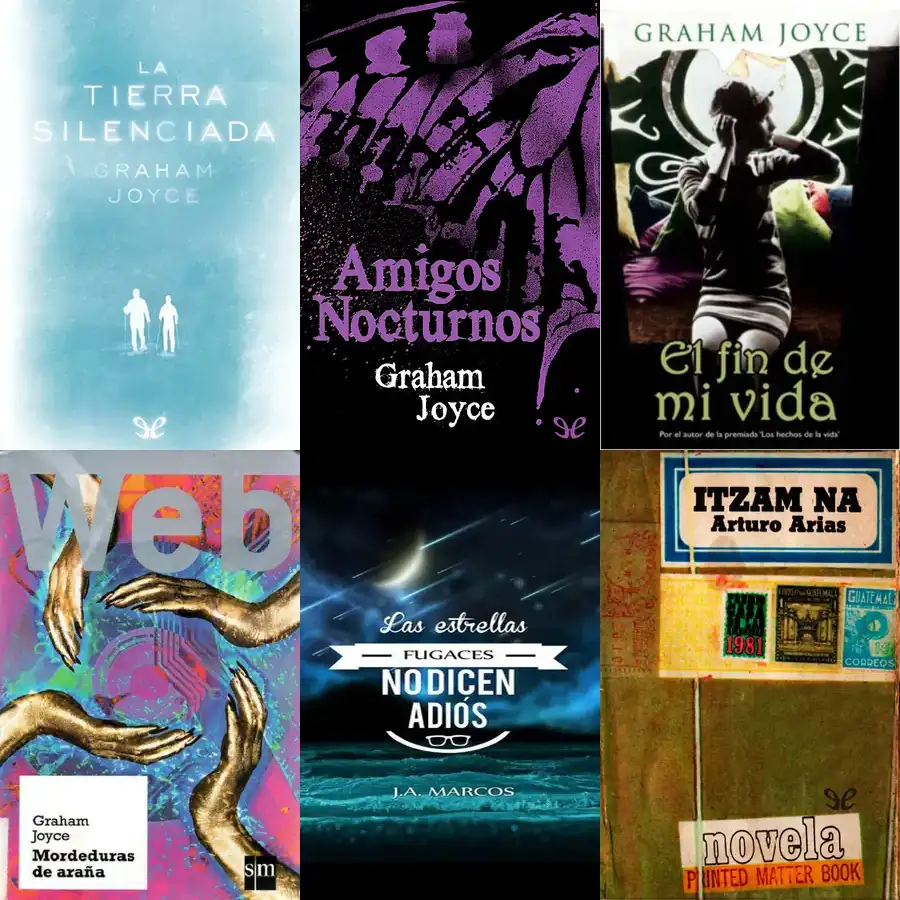 LA
TIERRA
SILENCIADA
GRAHAM
JOYCE
Amigos
Nocturnos
Graham
Joyce
GRAHAM JOYCE
El fin de
mi vida
Por el autor de la premiada 'Los hechos de la vida'
Web
Graham
Joyce
Mordeduras
de araña
sm
Las estrellas
FUGACES
NO DICEN
ADIÓS
J.A. MARCOS
ITZAM NA
Arturo Arias
1981
GUATEMALA
CORREOS
novela
PRINTED MATTER BOOK